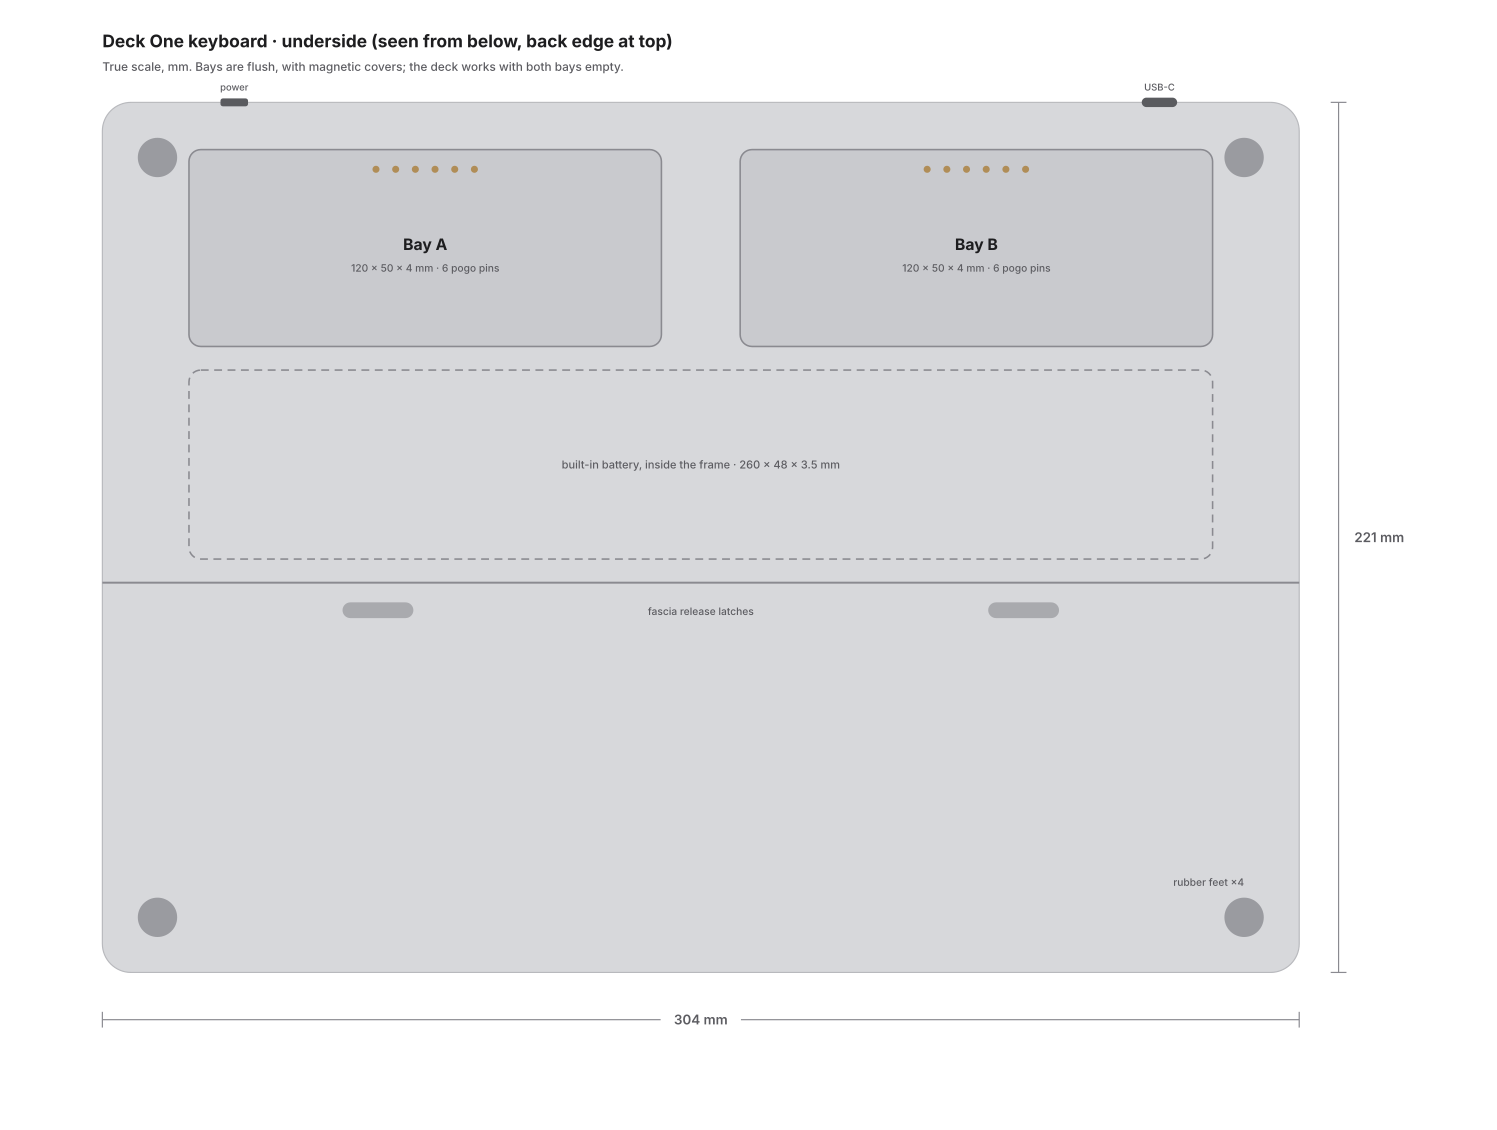 Deck One keyboard · underside (seen from below, back edge at top)
True scale, mm. Bays are flush, with magnetic covers; the deck works with both bays empty.
power
USB-C
Bay A
120 × 50 × 4 mm · 6 pogo pins
Bay B
120 × 50 × 4 mm · 6 pogo pins
built-in battery, inside the frame · 260 × 48 × 3.5 mm
221 mm
fascia release latches
rubber feet ×4
304 mm